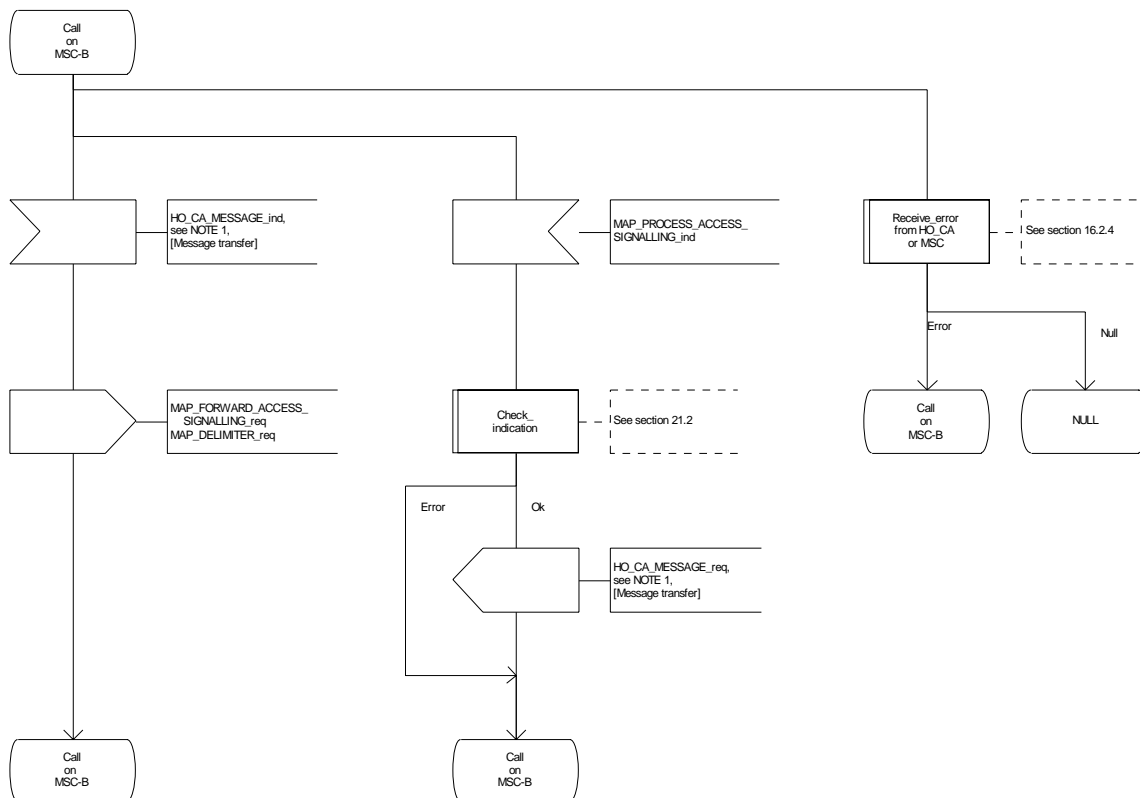 Call
on
MSC-B
HO_CA_MESSAGE_ind,
see NOTE 1,
[Message transfer]
MAP_PROCESS_ACCESS_
SIGNALLING_ind
Receive_error
from HO_CA
or MSC
See section 16.2.4
Error
Null
MAP_FORWARD_ACCESS_
SIGNALLING_req
MAP_DELIMITER_req
Check_
indication
See section 21.2
Call
on
MSC-B
NULL
Error
Ok
HO_CA_MESSAGE_req,
see NOTE 1,
[Message transfer]
Call
on
MSC-B
Call
on
MSC-B